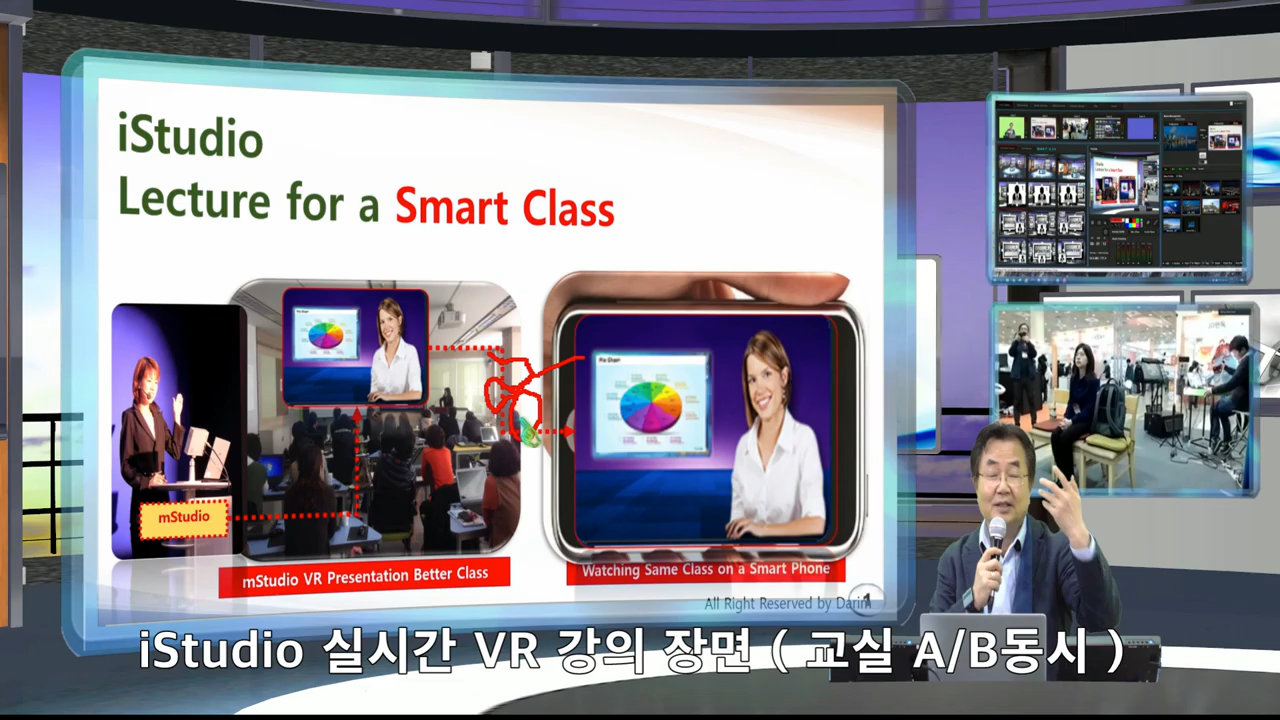 iStudio
Lecture for a Smart Class
mStudio
mStudio VR Presentation Better Class
Watching Same Class on a Smart Phone
All Right Reserved by Darim
1
iStudio 실시간 VR 강의 장면 ( 교실 A/B동시 )